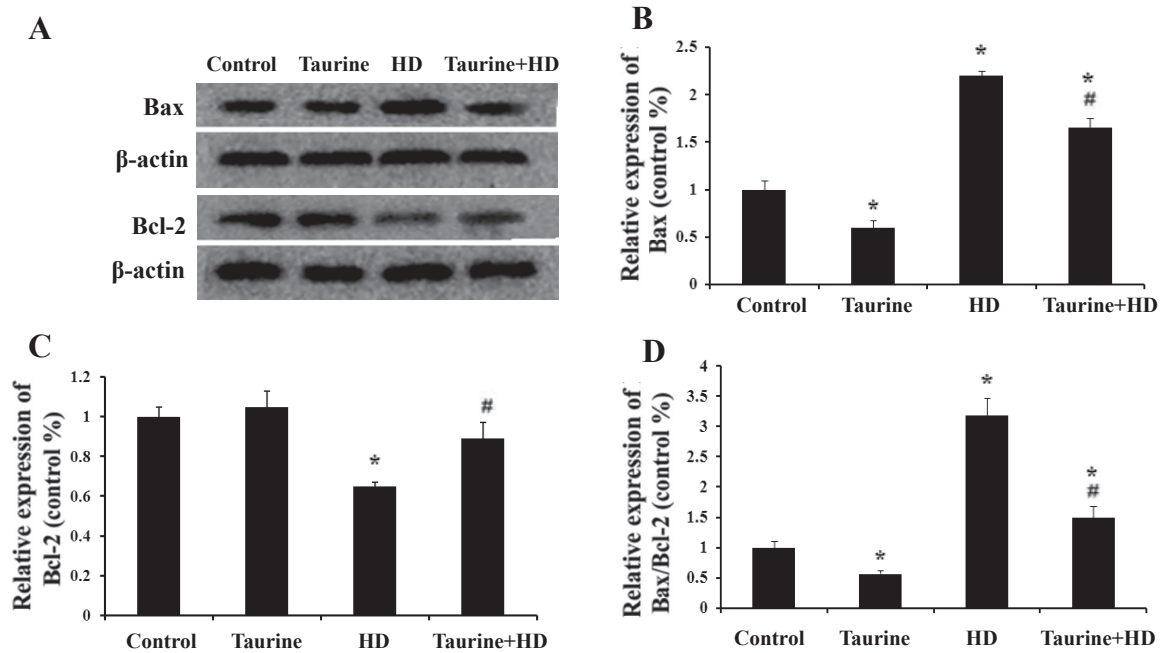 A
Control Taurine HD Taurine+HD
Bax
β-actin
Bcl-2
β-actin
B
Relative expression of
Bax (control %)
2.5
2
1.5
1
0.5
0
*
*
*
#
Control Taurine HD Taurine+HD
C
Relative expression of
Bcl-2 (control %)
1.2
1
0.8
0.6
0.4
0.2
0
*
#
Control Taurine HD Taurine+HD
D
Relative expression of
Bax/Bcl-2 (control %)
4
3.5
3
2.5
2
1.5
1
0.5
0
*
*
*
#
Control Taurine HD Taurine+HD